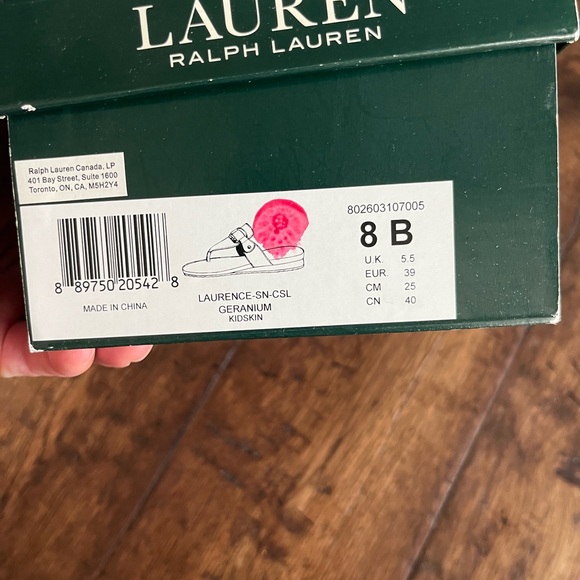 LAUREN
RALPH LAUREN
Ralph Lauren Canada, LP
401 Bay Street, Suite 1600
Toronto, ON, CA, M5H2Y4
8 89750 20542 8
MADE IN CHINA
LAURENCE-SN-CSL
GERANIUM
KIDSKIN
802603107005
8 B
U.K. 5.5
EUR. 39
CM 25
CN 40